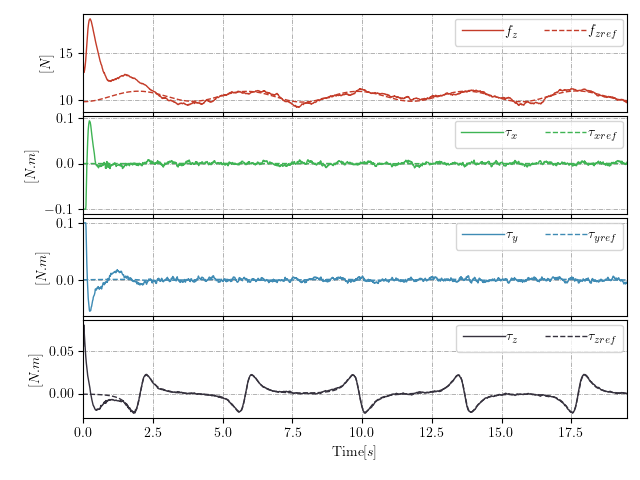 f_z f_zref
15
10
[N]
τ_x τ_xref
0.1
0.0
−0.1
[N.m]
τ_y τ_yref
0.1
0.0
[N.m]
τ_z τ_zref
0.05
0.00
[N.m]
0.0 2.5 5.0 7.5 10.0 12.5 15.0 17.5
Time[s]